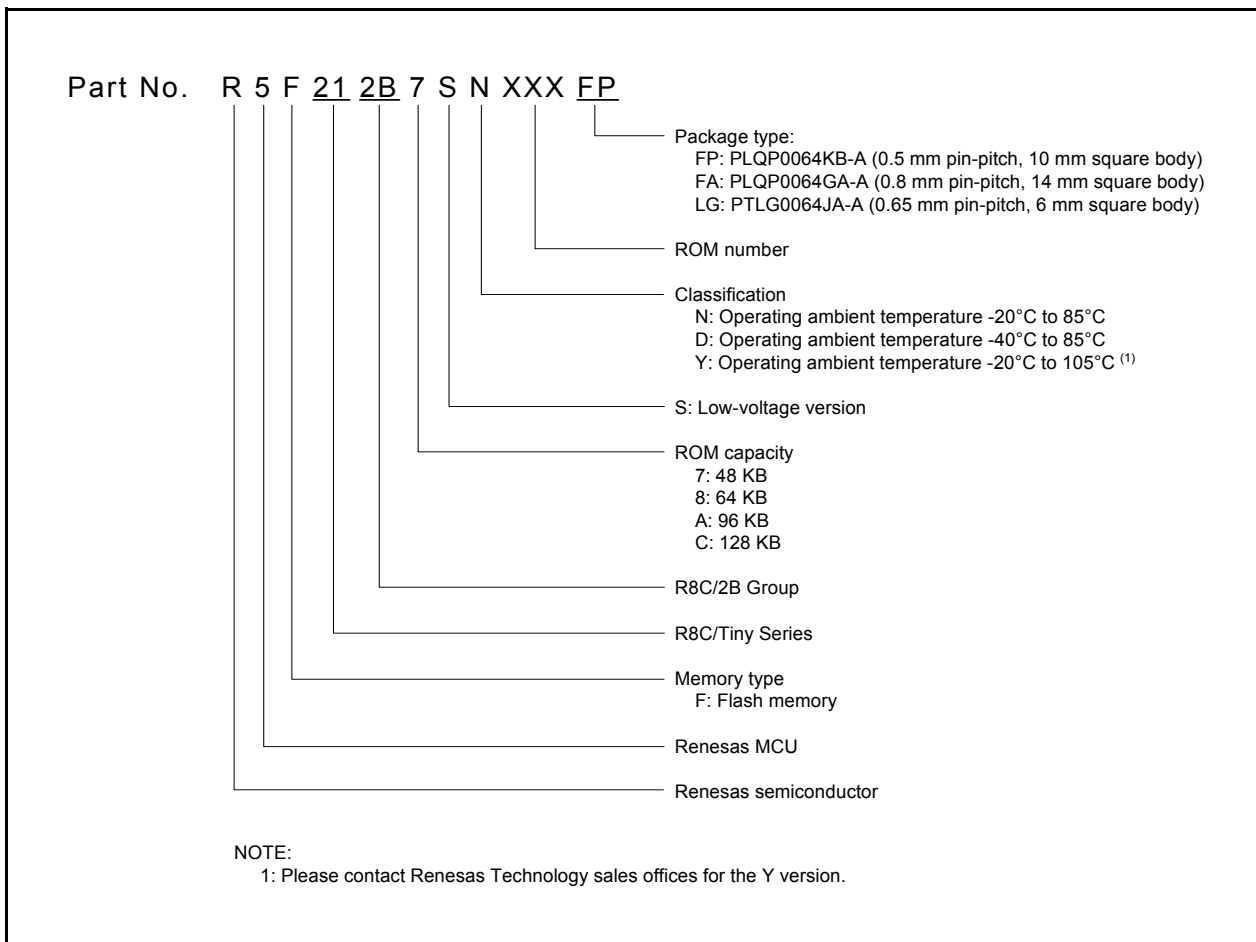 Part No. R 5 F 21 2B 7 S N XXX FP
Package type:
FP: PLQP0064KB-A (0.5 mm pin-pitch, 10 mm square body)
FA: PLQP0064GA-A (0.8 mm pin-pitch, 14 mm square body)
LG: PTLG0064JA-A (0.65 mm pin-pitch, 6 mm square body)
ROM number
Classification
N: Operating ambient temperature -20°C to 85°C
D: Operating ambient temperature -40°C to 85°C
Y: Operating ambient temperature -20°C to 105°C (1)
S: Low-voltage version
ROM capacity
7: 48 KB
8: 64 KB
A: 96 KB
C: 128 KB
R8C/2B Group
R8C/Tiny Series
Memory type
F: Flash memory
Renesas MCU
Renesas semiconductor
NOTE:
1: Please contact Renesas Technology sales offices for the Y version.